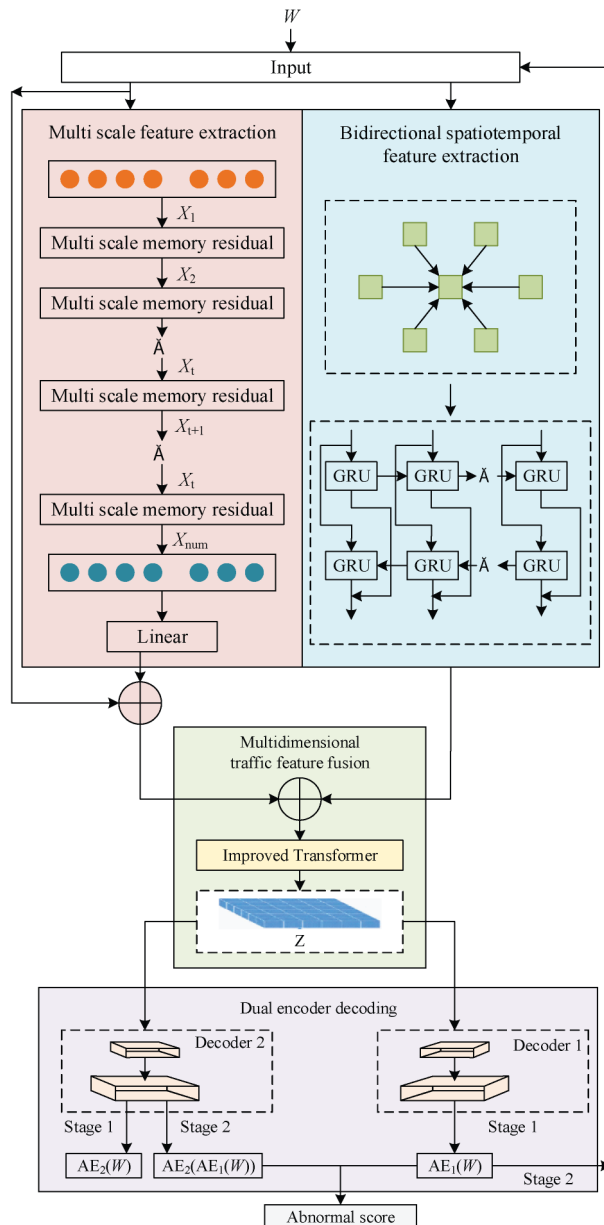 W
Input
Multi scale feature extraction
X₁
Multi scale memory residual
X₂
Multi scale memory residual
Ă
Xₜ
Multi scale memory residual
Xₜ₊₁
Ă
Xₜ
Multi scale memory residual
Xnum
Linear
Bidirectional spatiotemporal
feature extraction
GRU GRU Ă GRU
GRU GRU Ă GRU
Multidimensional
traffic feature fusion
Improved Transformer
Z
Dual encoder decoding
Decoder 2
Decoder 1
Stage 1
Stage 2
Stage 1
AE₂(W)
AE₂(AE₁(W))
AE₁(W)
Stage 2
Abnormal score